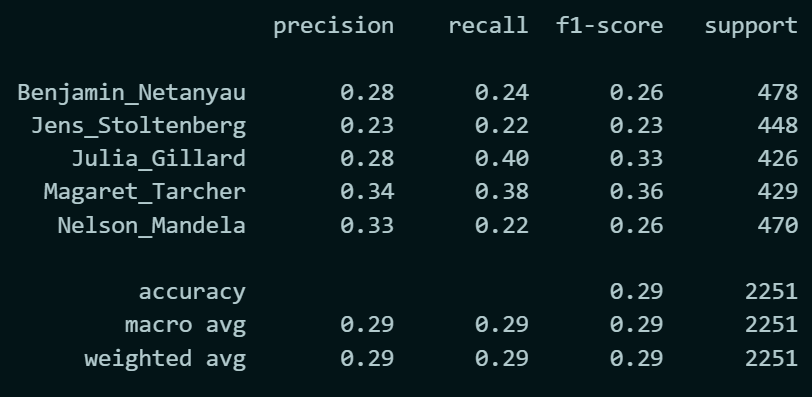 precision recall f1-score support
Benjamin_Netanyau 0.28 0.24 0.26 478
Jens_Stoltenberg 0.23 0.22 0.23 448
Julia_Gillard 0.28 0.40 0.33 426
Magaret_Tarcher 0.34 0.38 0.36 429
Nelson_Mandela 0.33 0.22 0.26 470
accuracy 0.29 2251
macro avg 0.29 0.29 0.29 2251
weighted avg 0.29 0.29 0.29 2251